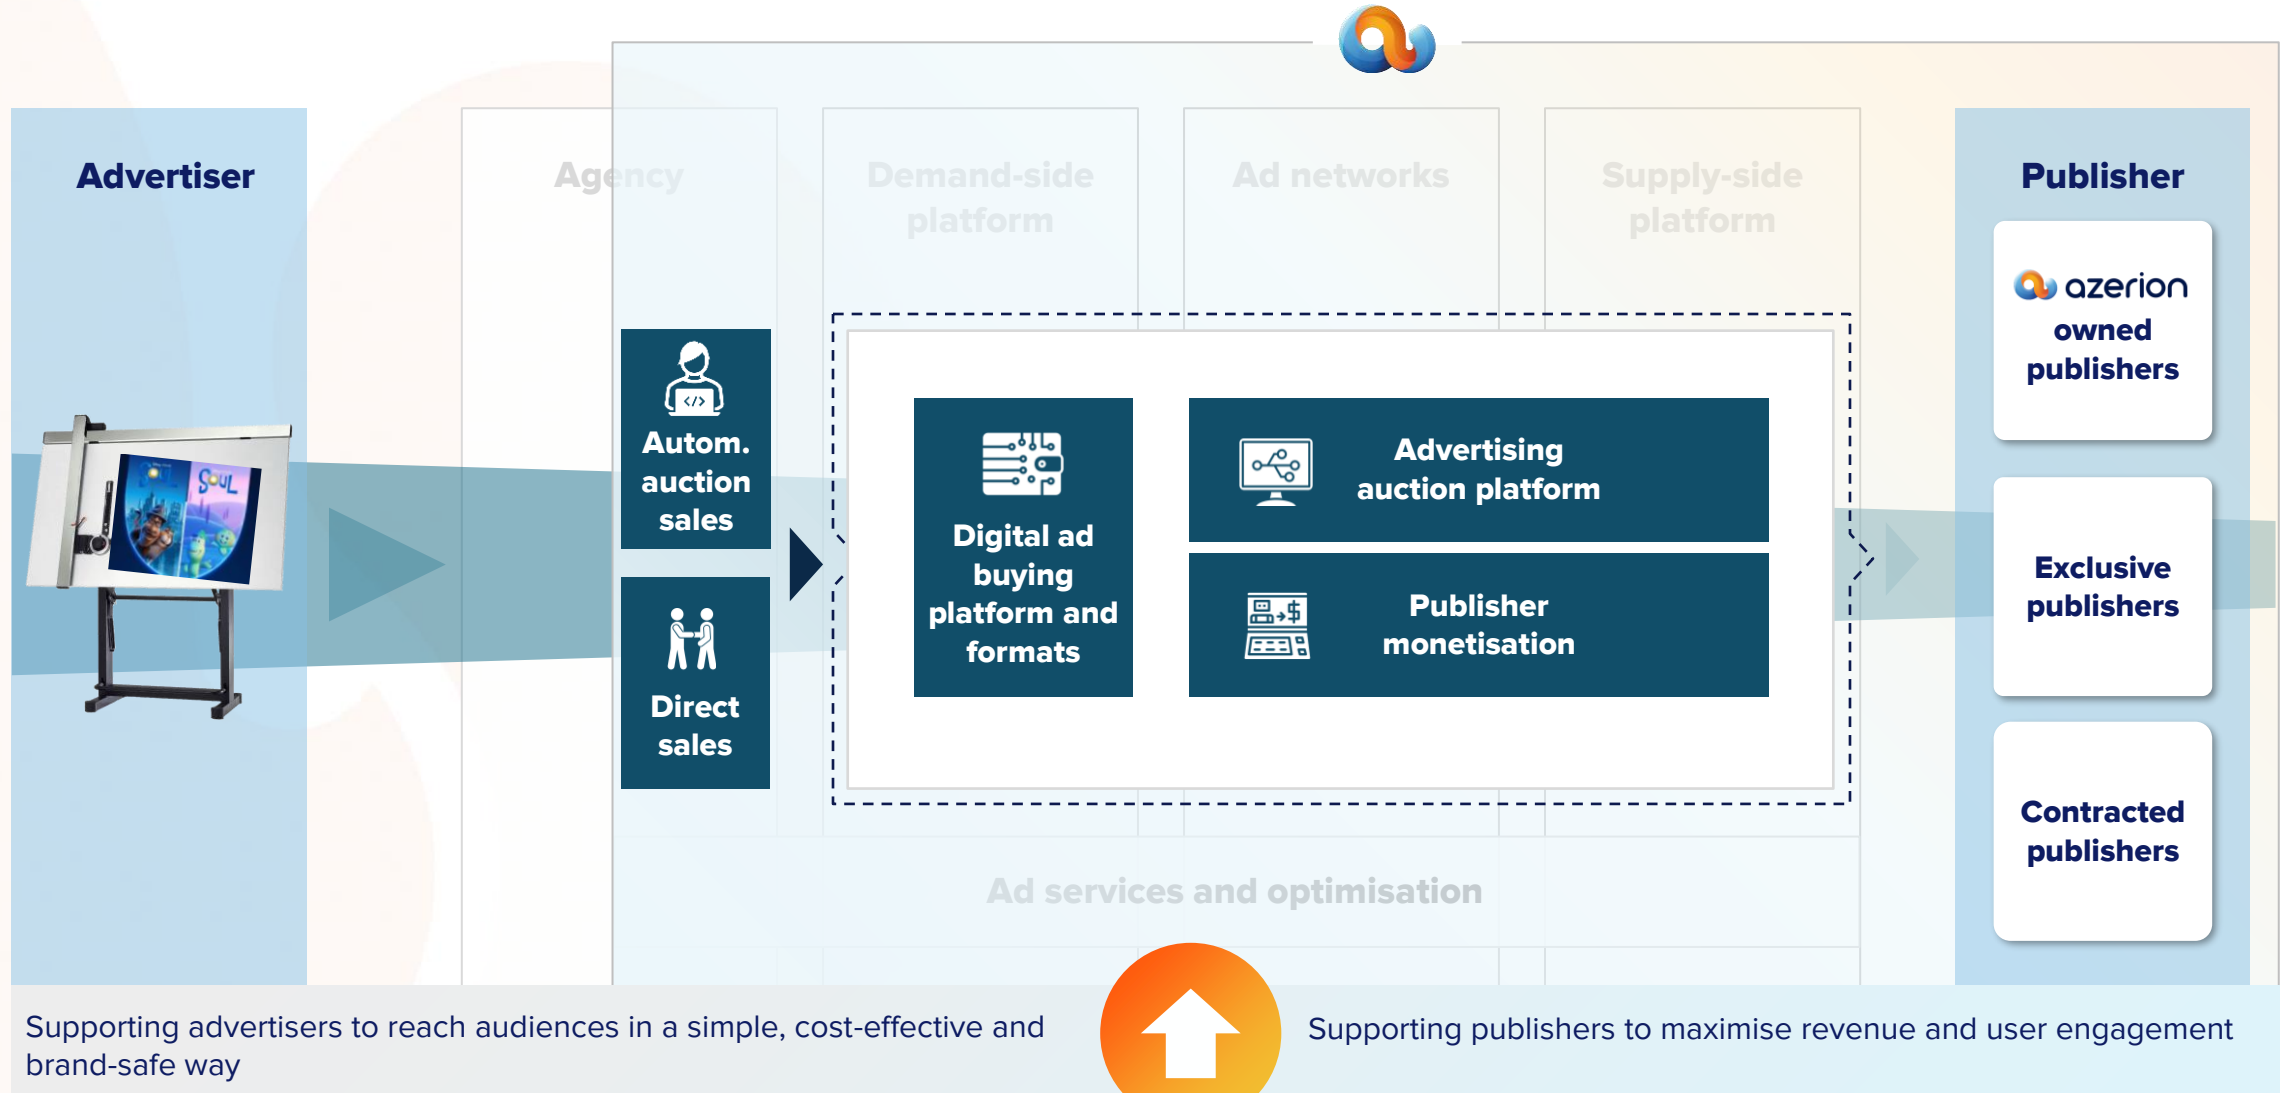 Advertiser
Agency
Demand-side
platform
Ad networks
Supply-side
platform
Publisher
azerion
owned
publishers
Autom.
auction
sales
</>
Direct
sales
Digital ad
buying
platform and
formats
Advertising
auction platform
Publisher
monetisation
$
Exclusive
publishers
Contracted
publishers
SOUL
SOUL
Ad services and optimisation
Supporting advertisers to reach audiences in a simple, cost-effective and
brand-safe way
Supporting publishers to maximise revenue and user engagement